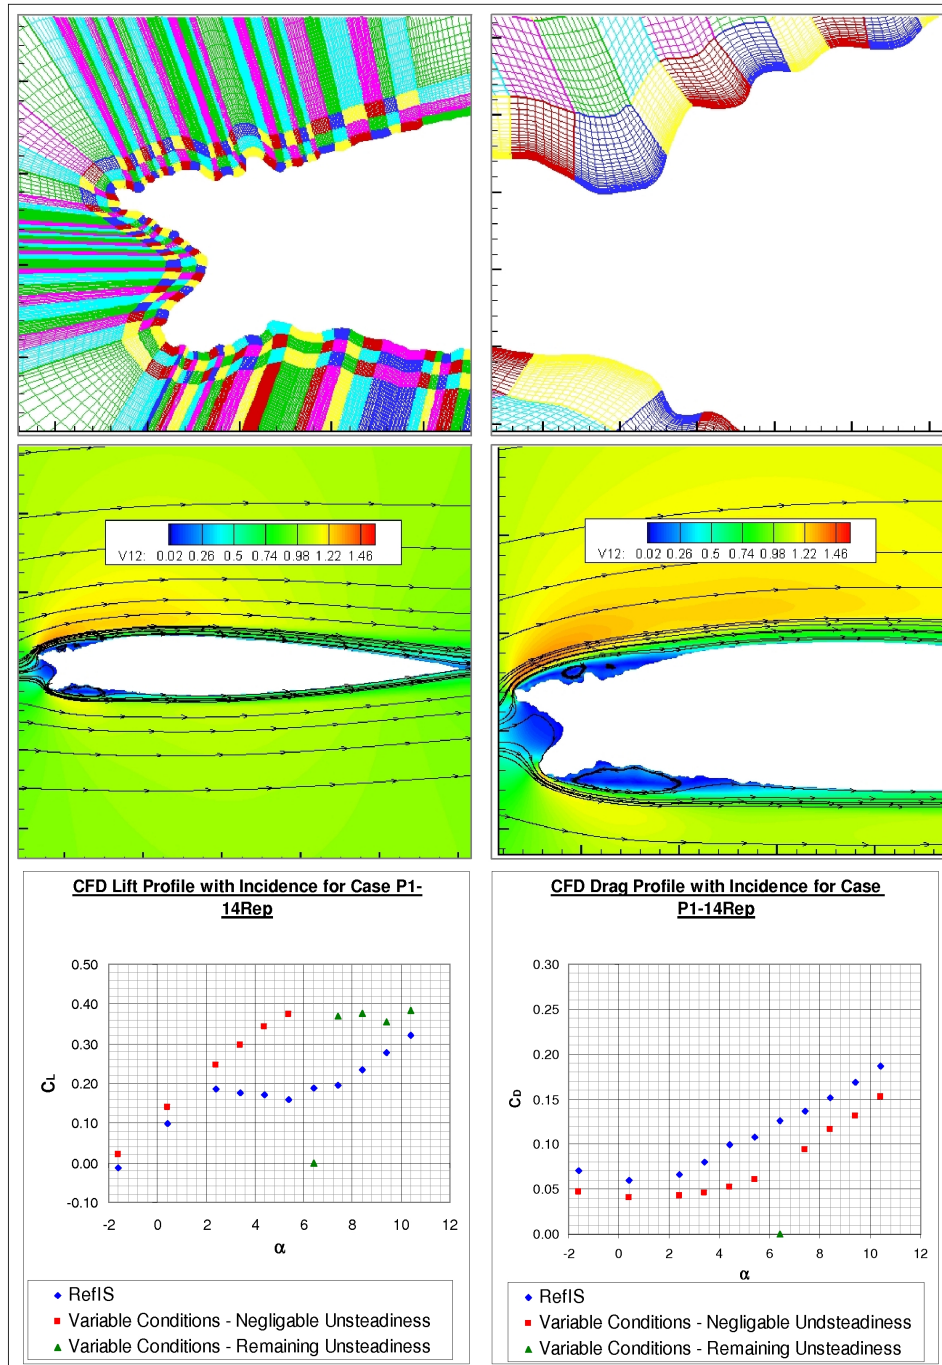 V12: 0.02 0.26 0.5 0.74 0.98 1.22 1.46
V12: 0.02 0.26 0.5 0.74 0.98 1.22 1.46
CFD Lift Profile with Incidence for Case P1-
14Rep
0.50
0.40
0.30
0.20
0.10
0.00
-0.10
CL
-2 0 2 4 6 8 10 12
α
RefIS
Variable Conditions - Negligable Unsteadiness
Variable Conditions - Remaining Unsteadiness
CFD Drag Profile with Incidence for Case
P1-14Rep
0.30
0.20
0.15
0.10
0.05
0.00
CD
-2 0 2 4 6 8 10 12
α
RefIS
Variable Conditions - Negligable Undsteadiness
Variable Conditions - Remaining Unsteadiness